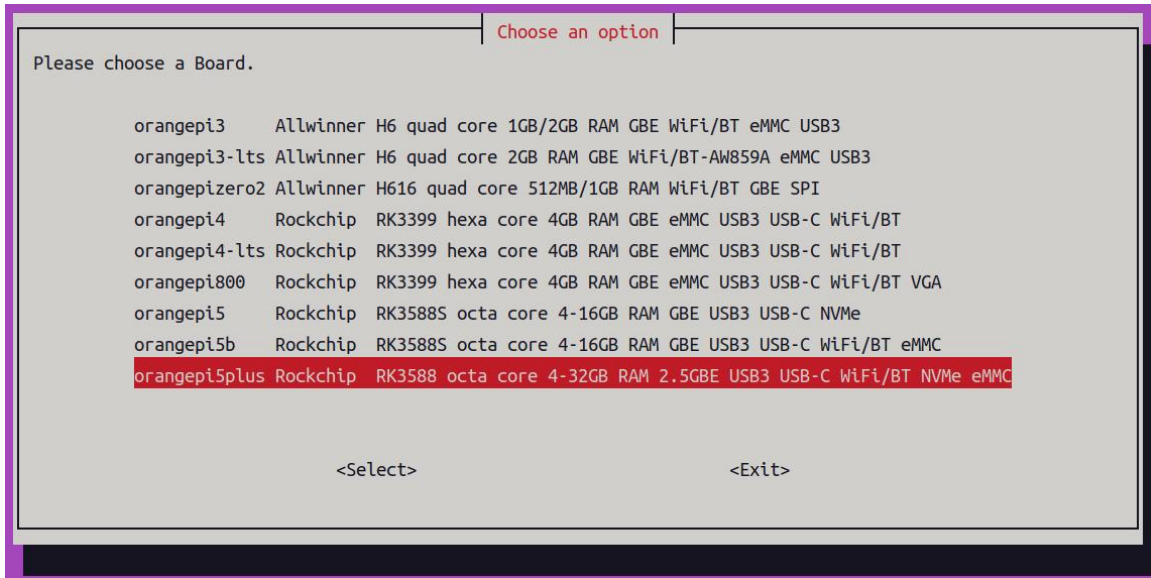 Choose an option
Please choose a Board.
orangepi3 Allwinner H6 quad core 1GB/2GB RAM GBE WiFi/BT eMMC USB3
orangepi3-lts Allwinner H6 quad core 2GB RAM GBE WiFi/BT-AW859A eMMC USB3
orangepizero2 Allwinner H616 quad core 512MB/1GB RAM WiFi/BT GBE SPI
orangepi4 Rockchip RK3399 hexa core 4GB RAM GBE eMMC USB3 USB-C WiFi/BT
orangepi4-lts Rockchip RK3399 hexa core 4GB RAM GBE eMMC USB3 USB-C WiFi/BT
orangepi800 Rockchip RK3399 hexa core 4GB RAM GBE eMMC USB3 USB-C WiFi/BT VGA
orangepi5 Rockchip RK3588S octa core 4-16GB RAM GBE USB3 USB-C NVMe
orangepi5b Rockchip RK3588S octa core 4-16GB RAM GBE USB3 USB-C WiFi/BT eMMC
orangepi5plus Rockchip RK3588 octa core 4-32GB RAM 2.5GBE USB3 USB-C WiFi/BT NVMe eMMC
<Select> <Exit>